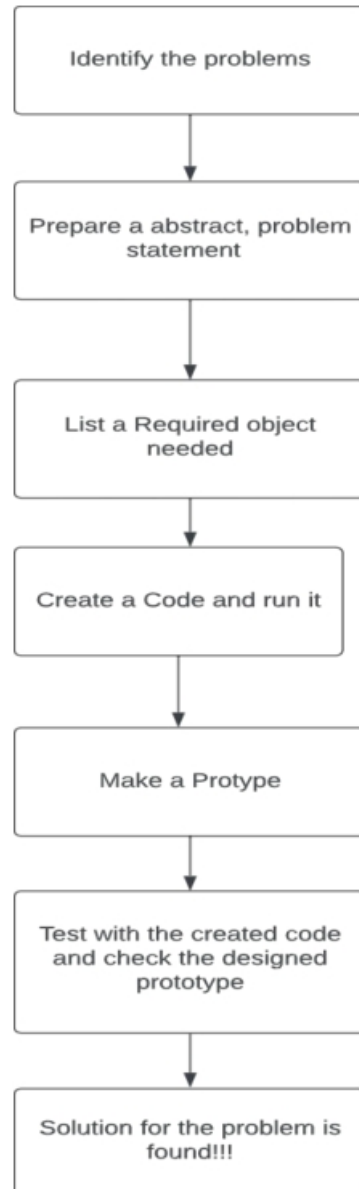 Identify the problems
Prepare a abstract, problem
statement
List a Required object
needed
Create a Code and run it
Make a Protype
Test with the created code
and check the designed
prototype
Solution for the problem is
found!!!